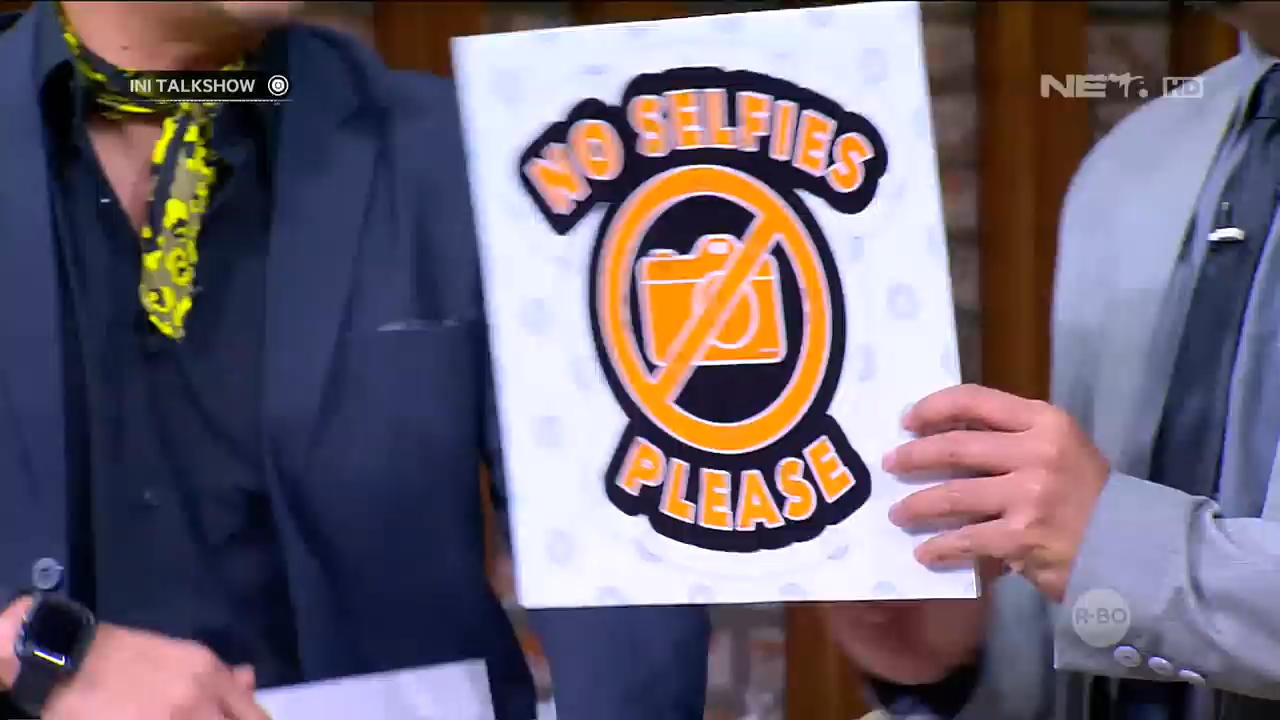 INI TALKSHOW
NET. HD
NO SELFIES
PLEASE
R-BO